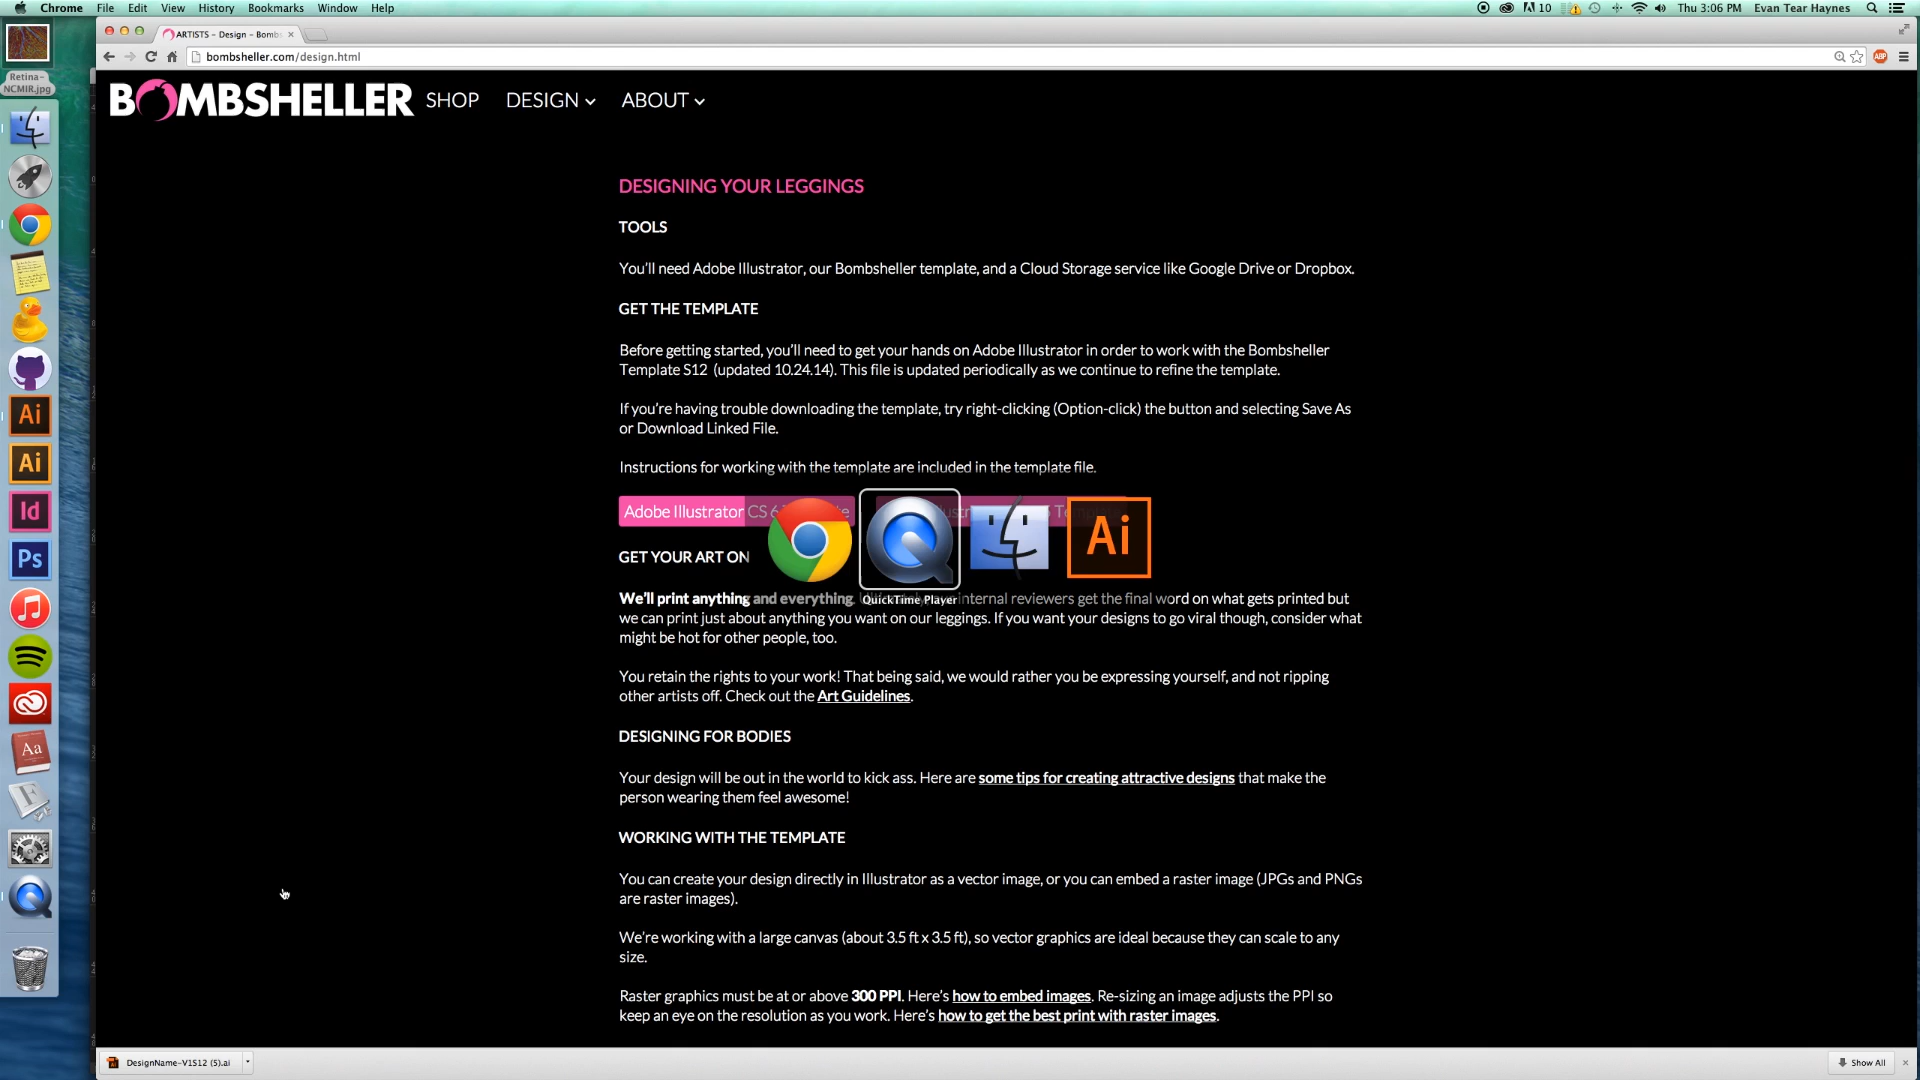 Chrome File Edit View History Bookmarks Window Help
10 Thu 3:06 PM Evan Tear Haynes
ARTISTS - Design - Bombs
bombsheller.com/design.html
ABP
Retina-
NCMIR.jpg
BOMBSHELLER SHOP DESIGN ABOUT
DESIGNING YOUR LEGGINGS
TOOLS
You'll need Adobe Illustrator, our Bombsheller template, and a Cloud Storage service like Google Drive or Dropbox.
GET THE TEMPLATE
Before getting started, you'll need to get your hands on Adobe Illustrator in order to work with the Bombsheller
Template S12 (updated 10.24.14). This file is updated periodically as we continue to refine the template.
If you're having trouble downloading the template, try right-clicking (Option-click) the button and selecting Save As
or Download Linked File.
Instructions for working with the template are included in the template file.
Adobe Illustrator CS 6
Ai
GET YOUR ART ON
We'll print anything and everything. QuickTime Player internal reviewers get the final word on what gets printed but
we can print just about anything you want on our leggings. If you want your designs to go viral though, consider what
might be hot for other people, too.
You retain the rights to your work! That being said, we would rather you be expressing yourself, and not ripping
other artists off. Check out the Art Guidelines.
DESIGNING FOR BODIES
Your design will be out in the world to kick ass. Here are some tips for creating attractive designs that make the
person wearing them feel awesome!
WORKING WITH THE TEMPLATE
You can create your design directly in Illustrator as a vector image, or you can embed a raster image (JPGs and PNGs
are raster images).
We're working with a large canvas (about 3.5 ft x 3.5 ft), so vector graphics are ideal because they can scale to any
size.
Raster graphics must be at or above 300 PPI. Here's how to embed images. Re-sizing an image adjusts the PPI so
keep an eye on the resolution as you work. Here's how to get the best print with raster images.
Ai
Ai
Id
Ps
Aa
F
DesignName-V1S12 (5).ai
Show All